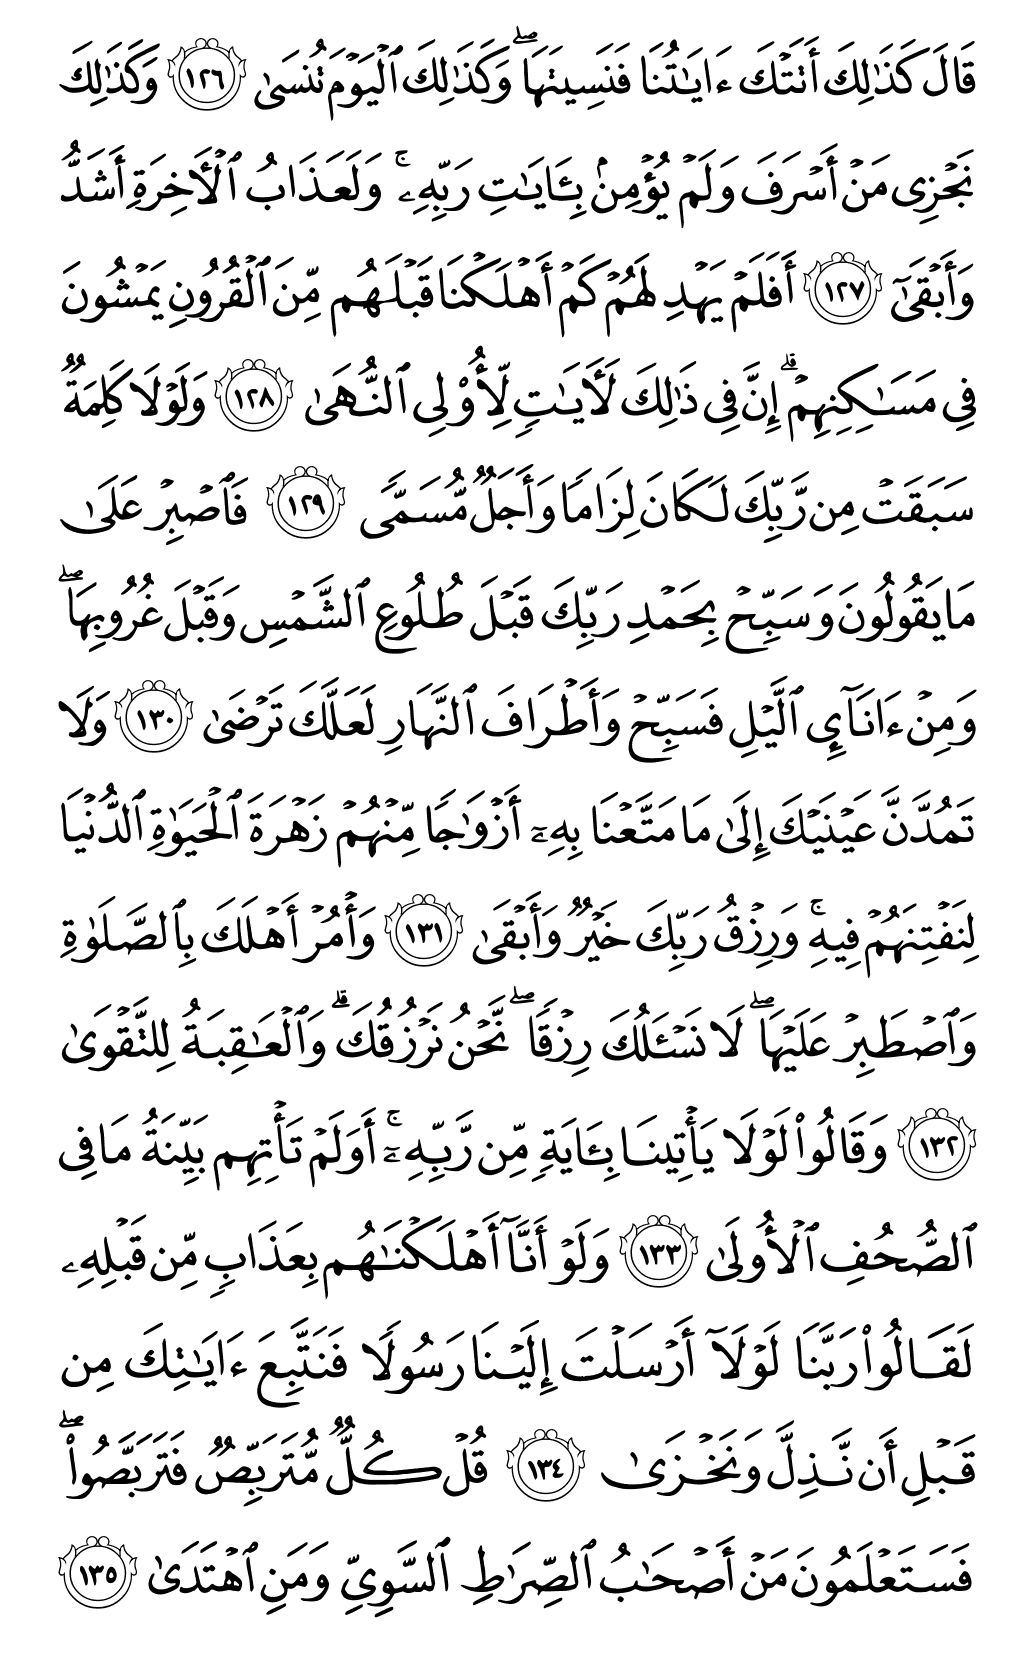 قَالَ كَذَٰلِكَ أَتَتۡكَ ءَايَٰتُنَا فَنَسِيتَهَاۖ وَكَذَٰلِكَ ٱلۡيَوۡمَ تُنسَىٰ ١٢٦ وَكَذَٰلِكَ
نَجۡزِي مَنۡ أَسۡرَفَ وَلَمۡ يُؤۡمِنۢ بِـَٔايَٰتِ رَبِّهِۦۚ وَلَعَذَابُ ٱلۡأٓخِرَةِ أَشَدُّ
وَأَبۡقَىٰٓ ١٢٧ أَفَلَمۡ يَهۡدِ لَهُمۡ كَمۡ أَهۡلَكۡنَا قَبۡلَهُم مِّنَ ٱلۡقُرُونِ يَمۡشُونَ
فِي مَسَٰكِنِهِمۡۚ إِنَّ فِي ذَٰلِكَ لَأٓيَٰتٖ لِّأُوْلِي ٱلنُّهَىٰ ١٢٨ وَلَوۡلَا كَلِمَةٞ
سَبَقَتۡ مِن رَّبِّكَ لَكَانَ لِزَامٗا وَأَجَلٞ مُّسَمّٗى ١٢٩ فَٱصۡبِرۡ عَلَىٰ
مَا يَقُولُونَ وَسَبِّحۡ بِحَمۡدِ رَبِّكَ قَبۡلَ طُلُوعِ ٱلشَّمۡسِ وَقَبۡلَ غُرُوبِهَاۖ
وَمِنۡ ءَانَآيِٕ ٱلَّيۡلِ فَسَبِّحۡ وَأَطۡرَافَ ٱلنَّهَارِ لَعَلَّكَ تَرۡضَىٰ ١٣٠ وَلَا
تَمُدَّنَّ عَيۡنَيۡكَ إِلَىٰ مَا مَتَّعۡنَا بِهِۦٓ أَزۡوَٰجٗا مِّنۡهُمۡ زَهۡرَةَ ٱلۡحَيَوٰةِ ٱلدُّنۡيَا
لِنَفۡتِنَهُمۡ فِيهِۚ وَرِزۡقُ رَبِّكَ خَيۡرٞ وَأَبۡقَىٰ ١٣١ وَأۡمُرۡ أَهۡلَكَ بِٱلصَّلَوٰةِ
وَٱصۡطَبِرۡ عَلَيۡهَاۖ لَا نَسۡـَٔلُكَ رِزۡقٗاۖ نَّحۡنُ نَرۡزُقُكَۗ وَٱلۡعَٰقِبَةُ لِلتَّقۡوَىٰ
١٣٢ وَقَالُواْ لَوۡلَا يَأۡتِينَا بِـَٔايَةٖ مِّن رَّبِّهِۦٓۚ أَوَلَمۡ تَأۡتِهِم بَيِّنَةُ مَا فِي
ٱلصُّحُفِ ٱلۡأُولَىٰ ١٣٣ وَلَوۡ أَنَّآ أَهۡلَكۡنَٰهُم بِعَذَابٖ مِّن قَبۡلِهِۦ
لَقَالُواْ رَبَّنَا لَوۡلَآ أَرۡسَلۡتَ إِلَيۡنَا رَسُولٗا فَنَتَّبِعَ ءَايَٰتِكَ مِن
قَبۡلِ أَن نَّذِلَّ وَنَخۡزَىٰ ١٣٤ قُلۡ كُلّٞ مُّتَرَبِّصٞ فَتَرَبَّصُواْۖ
فَسَتَعۡلَمُونَ مَنۡ أَصۡحَٰبُ ٱلصِّرَٰطِ ٱلسَّوِيِّ وَمَنِ ٱهۡتَدَىٰ ١٣٥